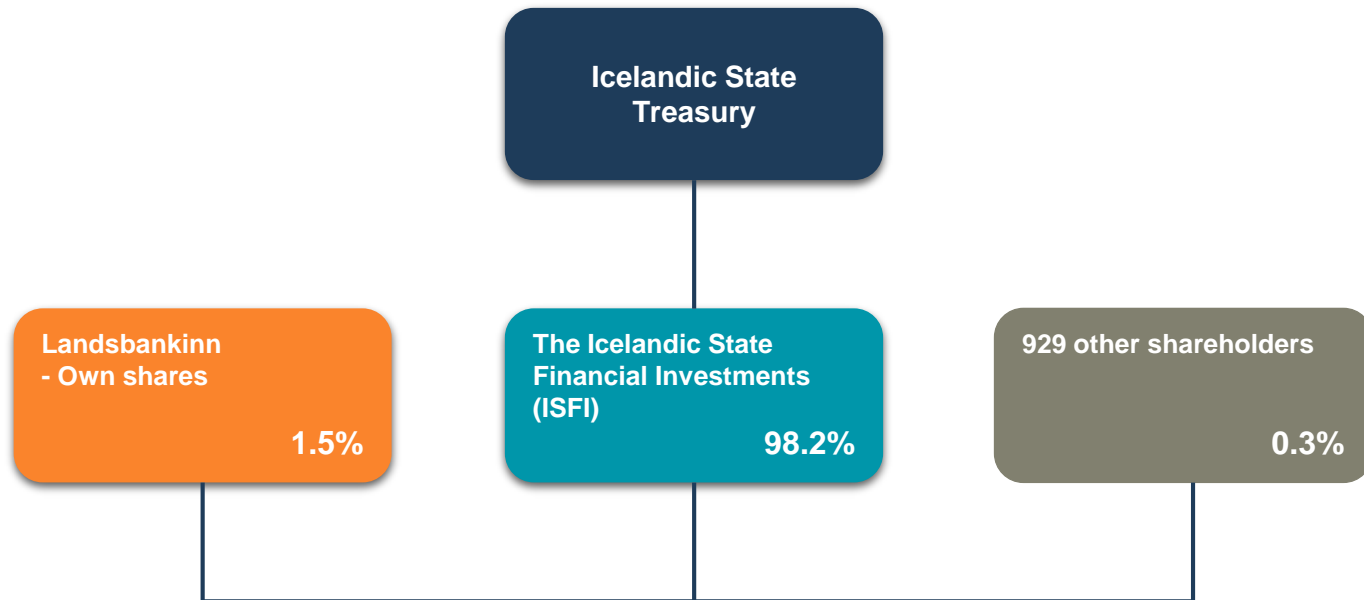 Icelandic State
Treasury
Landsbankinn
- Own shares
1.5%
The Icelandic State
Financial Investments
(ISFI)
98.2%
929 other shareholders
0.3%